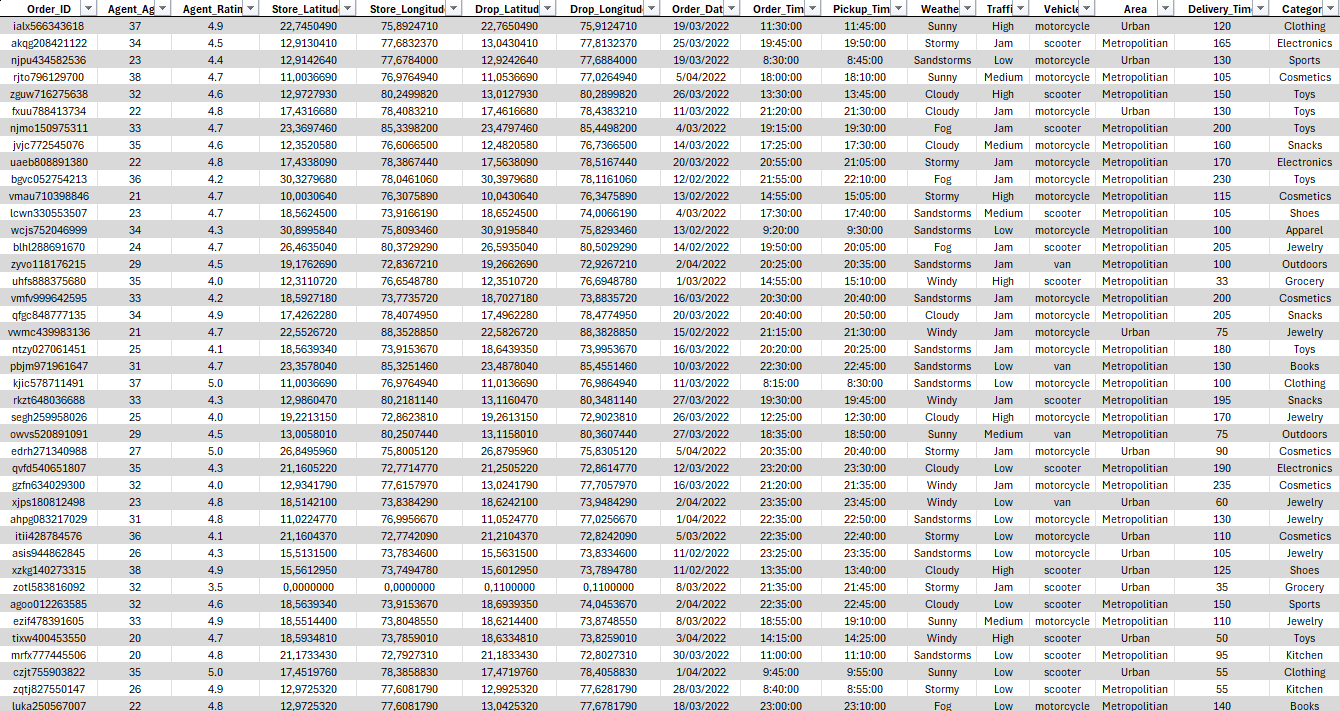 Order_ID Agent_Ag Agent_Ratin Store_Latitud Store_Longitud Drop_Latitud Drop_Longitud Order_Dat Order_Tim Pickup_Tim Weathe Traffi Vehicle Area Delivery_Tim Categor
ialx566343618 37 4.9 22,7450490 75,8924710 22,7650490 75,9124710 19/03/2022 11:30:00 11:45:00 Sunny High motorcycle Urban 120 Clothing
akqg208421122 34 4.5 12,9130410 77,6832370 13,0430410 77,8132370 25/03/2022 19:45:00 19:50:00 Stormy Jam scooter Metropolitian 165 Electronics
njpu434582536 23 4.4 12,9142640 77,6784000 12,9242640 77,6884000 19/03/2022 8:30:00 8:45:00 Sandstorms Low motorcycle Urban 130 Sports
rjto796129700 38 4.7 11,0036690 76,9764940 11,0536690 77,0264940 5/04/2022 18:00:00 18:10:00 Sunny Medium motorcycle Metropolitian 105 Cosmetics
zguw716275638 32 4.6 12,9727930 80,2499820 13,0127930 80,2899820 26/03/2022 13:30:00 13:45:00 Cloudy High scooter Metropolitian 150 Toys
fxuu788413734 22 4.8 17,4316680 78,4083210 17,4616680 78,4383210 11/03/2022 21:20:00 21:30:00 Cloudy Jam motorcycle Urban 130 Toys
njmo150975311 33 4.7 23,3697460 85,3398200 23,4797460 85,4498200 4/03/2022 19:15:00 19:30:00 Fog Jam scooter Metropolitian 200 Toys
jvjc772545076 35 4.6 12,3520580 76,6066500 12,4820580 76,7366500 14/03/2022 17:25:00 17:30:00 Cloudy Medium motorcycle Metropolitian 160 Snacks
uaeb808891380 22 4.8 17,4338090 78,3867440 17,5638090 78,5167440 20/03/2022 20:55:00 21:05:00 Stormy Jam motorcycle Metropolitian 170 Electronics
bgvc052754213 36 4.2 30,3279680 78,0461060 30,3979680 78,1161060 12/02/2022 21:55:00 22:10:00 Fog Jam motorcycle Metropolitian 230 Toys
vmau710398846 21 4.7 10,0030640 76,3075890 10,0430640 76,3475890 13/02/2022 14:55:00 15:05:00 Stormy High motorcycle Metropolitian 115 Cosmetics
lcwn330553507 23 4.7 18,5624500 73,9166190 18,6524500 74,0066190 4/03/2022 17:30:00 17:40:00 Sandstorms Medium scooter Metropolitian 105 Shoes
wcjs752046999 34 4.3 30,8995840 75,8093460 30,9195840 75,8293460 13/02/2022 9:20:00 9:30:00 Sandstorms Low motorcycle Metropolitian 100 Apparel
blhl288691670 24 4.7 26,4635040 80,3729290 26,5935040 80,5029290 14/02/2022 19:50:00 20:05:00 Fog Jam scooter Metropolitian 205 Jewelry
zyvo118176215 29 4.5 19,1762690 72,8367210 19,2662690 72,9267210 2/04/2022 20:25:00 20:35:00 Sandstorms Jam van Metropolitian 100 Outdoors
uhfs888375680 35 4.0 12,3110720 76,6548780 12,3510720 76,6948780 1/03/2022 14:55:00 15:10:00 Windy High scooter Metropolitian 33 Grocery
vmfv999642595 33 4.2 18,5927180 73,7735720 18,7027180 73,8835720 16/03/2022 20:30:00 20:40:00 Sandstorms Jam motorcycle Metropolitian 200 Cosmetics
qfgc848777135 34 4.9 17,4262280 78,4074950 17,4962280 78,4774950 20/03/2022 20:40:00 20:50:00 Cloudy Jam motorcycle Metropolitian 205 Snacks
vwmc439983136 21 4.7 22,5526720 88,3528850 22,5826720 88,3828850 15/02/2022 21:15:00 21:30:00 Windy Jam motorcycle Urban 75 Jewelry
ntzy027061451 25 4.1 18,5639340 73,9153670 18,6439350 73,9953670 16/03/2022 20:20:00 20:25:00 Sandstorms Jam motorcycle Metropolitian 180 Toys
pbjm971961647 31 4.7 23,3578040 85,3251460 23,4878040 85,4551460 10/03/2022 22:30:00 22:45:00 Sandstorms Low van Metropolitian 130 Books
kjic578711491 37 5.0 11,0036690 76,9764940 11,0136690 76,9864940 11/03/2022 8:15:00 8:30:00 Sandstorms Low motorcycle Metropolitian 100 Clothing
rkzt648036688 33 4.3 12,9860470 80,2181140 13,1160470 80,3481140 27/03/2022 19:30:00 19:45:00 Windy Jam scooter Metropolitian 195 Snacks
segh259958026 25 4.0 19,2213150 72,8623810 19,2613150 72,9023810 26/03/2022 12:25:00 12:30:00 Cloudy High motorcycle Metropolitian 170 Jewelry
owvs520891091 29 4.5 13,0058010 80,2507440 13,1158010 80,3607440 27/03/2022 18:35:00 18:50:00 Sunny Medium van Metropolitian 75 Outdoors
edrh271340988 27 5.0 26,8495960 75,8005120 26,8795960 75,8305120 5/04/2022 20:35:00 20:40:00 Stormy Jam motorcycle Urban 90 Cosmetics
qvfd540651807 35 4.3 21,1605220 72,7714770 21,2505220 72,8614770 12/03/2022 23:20:00 23:30:00 Cloudy Low scooter Metropolitian 190 Electronics
gzfn634029300 32 4.0 12,9341790 77,6157970 13,0241790 77,7057970 16/03/2022 21:20:00 21:35:00 Windy Jam motorcycle Metropolitian 235 Cosmetics
xjps180812498 23 4.8 18,5142100 73,8384290 18,6242100 73,9484290 2/04/2022 23:35:00 23:45:00 Windy Low van Urban 60 Jewelry
ahpg083217029 31 4.8 11,0224770 76,9956670 11,0524770 77,0256670 1/04/2022 22:35:00 22:50:00 Sandstorms Low motorcycle Metropolitian 130 Jewelry
itii428784576 36 4.1 21,1604370 72,7742090 21,2104370 72,8242090 5/03/2022 22:35:00 22:40:00 Stormy Low motorcycle Urban 110 Cosmetics
asis944862845 26 4.3 15,5131500 73,7834600 15,5631500 73,8334600 11/02/2022 23:25:00 23:35:00 Sandstorms Low motorcycle Urban 105 Jewelry
xzkg140273315 38 4.9 15,5612950 73,7494780 15,6012950 73,7894780 11/02/2022 13:35:00 13:40:00 Cloudy High scooter Urban 125 Shoes
zotl583816092 32 3.5 0,0000000 0,0000000 0,1100000 0,1100000 8/03/2022 21:35:00 21:45:00 Stormy Jam scooter Urban 35 Grocery
agoo012263585 32 4.6 18,5639340 73,9153670 18,6939350 74,0453670 2/04/2022 22:35:00 22:45:00 Cloudy Low scooter Metropolitian 150 Sports
ezif478391605 33 4.9 18,5514400 73,8048550 18,6214400 73,8748550 8/03/2022 18:55:00 19:10:00 Sunny Medium motorcycle Metropolitian 110 Jewelry
tixw400453550 20 4.7 18,5934810 73,7859010 18,6334810 73,8259010 3/04/2022 14:15:00 14:25:00 Windy High scooter Urban 50 Toys
mrfx777445506 20 4.8 21,1733430 72,7927310 21,1833430 72,8027310 30/03/2022 11:00:00 11:10:00 Sandstorms Low scooter Metropolitian 95 Kitchen
czjt755903822 35 5.0 17,4519760 78,3858830 17,4719760 78,4058830 1/04/2022 9:45:00 9:55:00 Sunny Low scooter Urban 55 Clothing
zqtj827550147 26 4.9 12,9725320 77,6081790 12,9925320 77,6281790 28/03/2022 8:40:00 8:55:00 Stormy Low scooter Metropolitian 55 Kitchen
luka250567007 22 4.8 12,9725320 77,6081790 13,0425320 77,6781790 18/03/2022 23:00:00 23:10:00 Fog Low motorcycle Metropolitian 140 Books